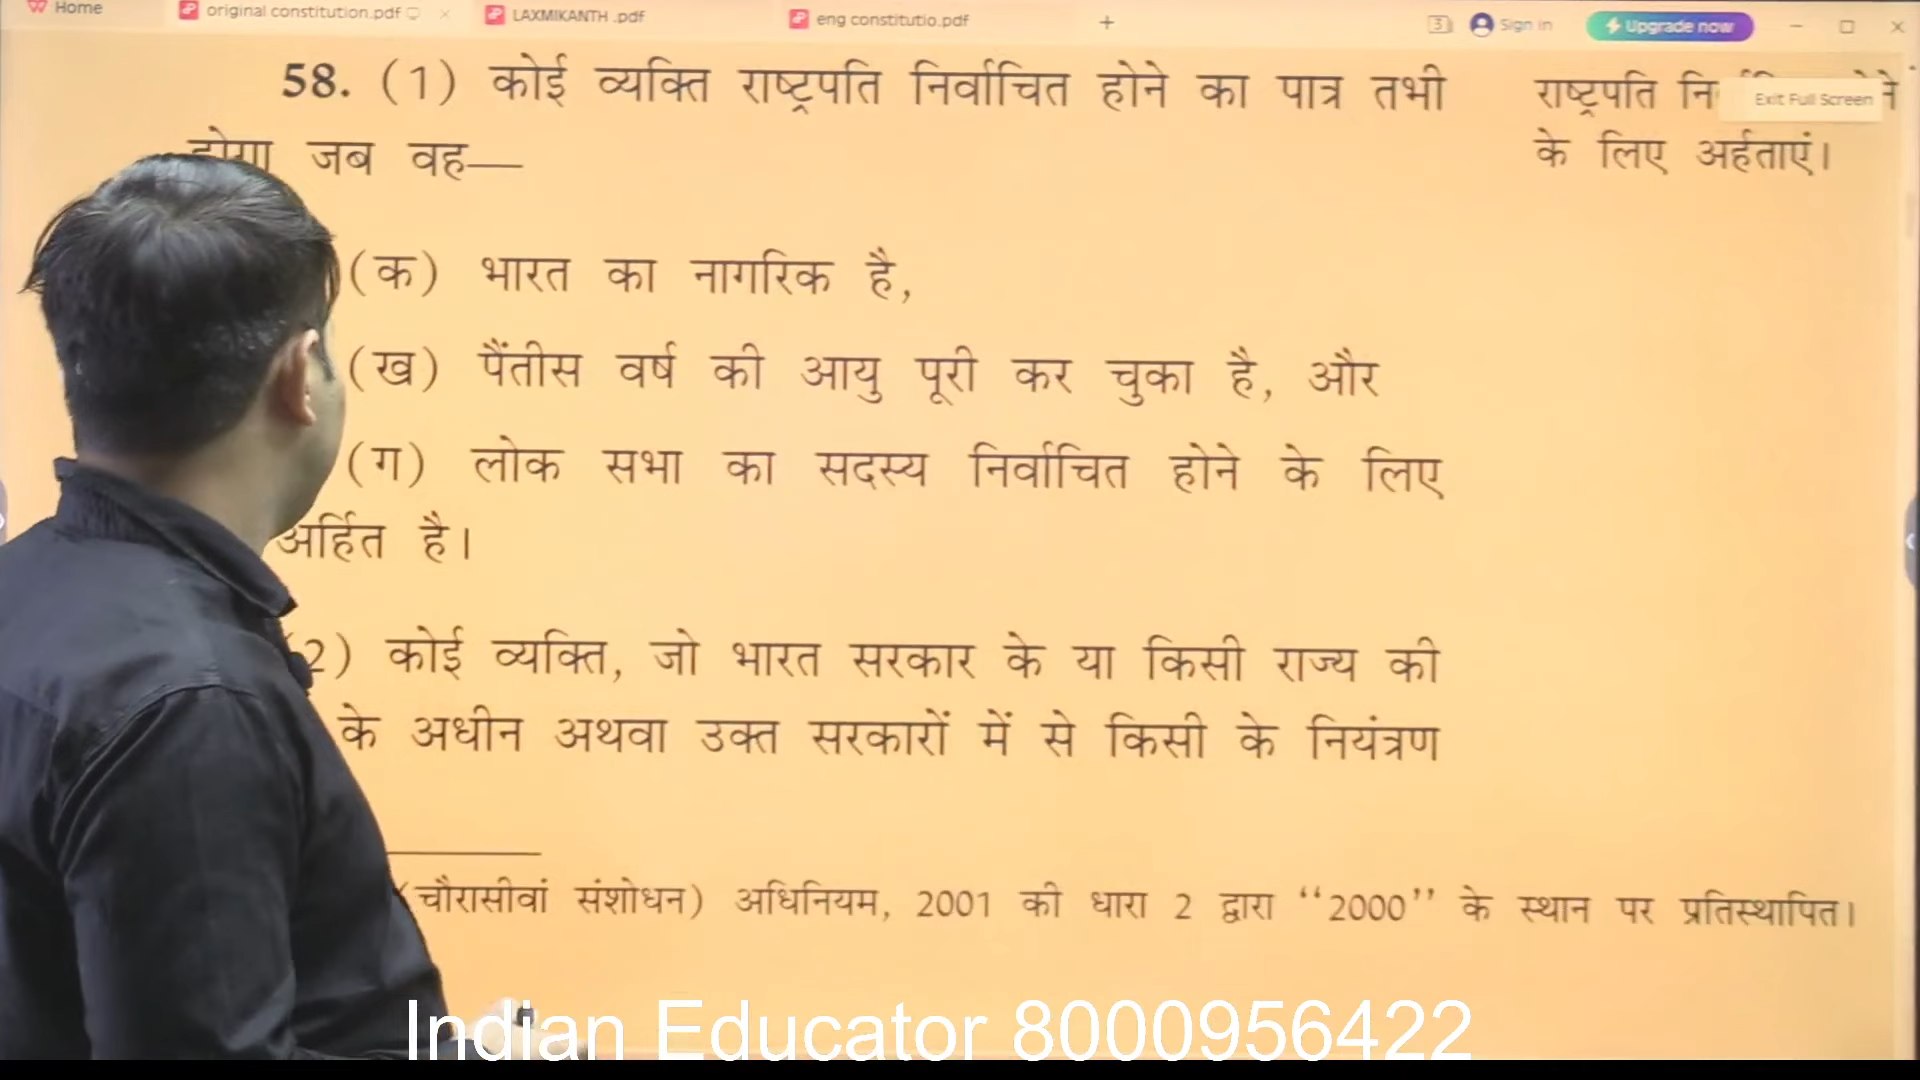 Home
original constitution.pdf
LAXMIKANTH .pdf
eng constitutio.pdf
+
3
Sign in
Upgrade now
58. (1) कोई व्यक्ति राष्ट्रपति निर्वाचित होने का पात्र तभी
होगा जब वह—
राष्ट्रपति
Exit Full Screen
के लिए अर्हताएं।
(क) भारत का नागरिक है,
(ख) पैंतीस वर्ष की आयु पूरी कर चुका है, और
(ग) लोक सभा का सदस्य निर्वाचित होने के लिए
अर्हित है।
2) कोई व्यक्ति, जो भारत सरकार के या किसी राज्य की
के अधीन अथवा उक्त सरकारों में से किसी के नियंत्रण
(चौरासीवां संशोधन) अधिनियम, 2001 की धारा 2 द्वारा “2000” के स्थान पर प्रतिस्थापित।
Indian Educator 8000956422